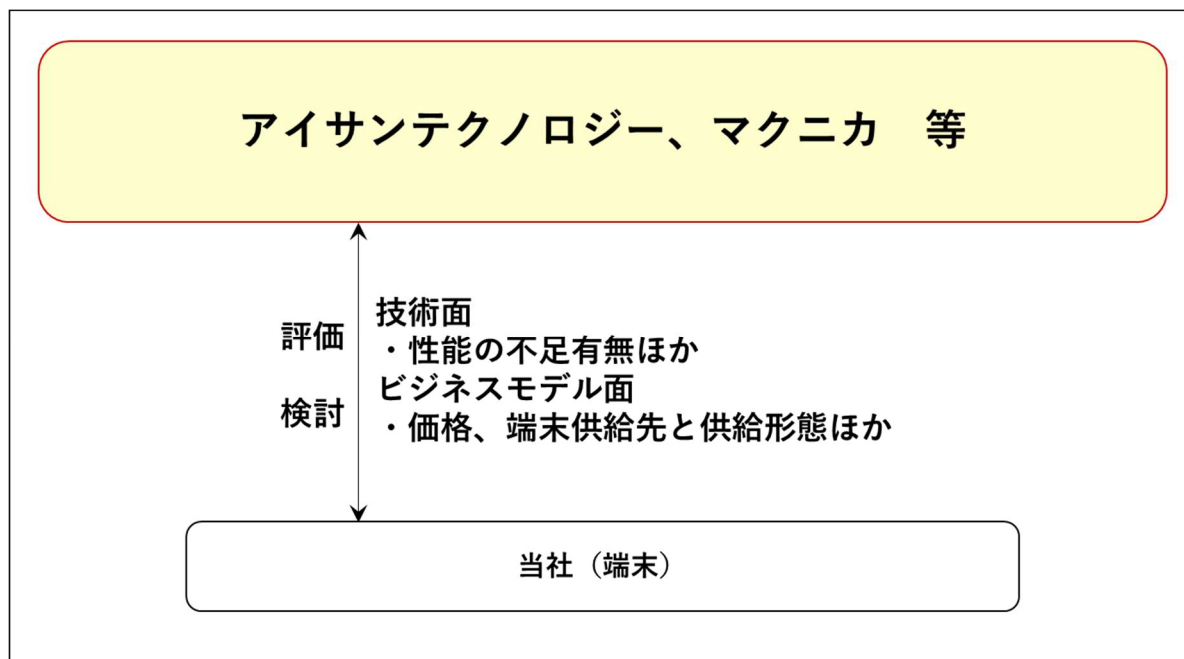 アイサンテクノロジー、マクニカ　等
評価
検討
技術面
・性能の不足有無ほか
ビジネスモデル面
・価格、端末供給先と供給形態ほか
当社（端末）